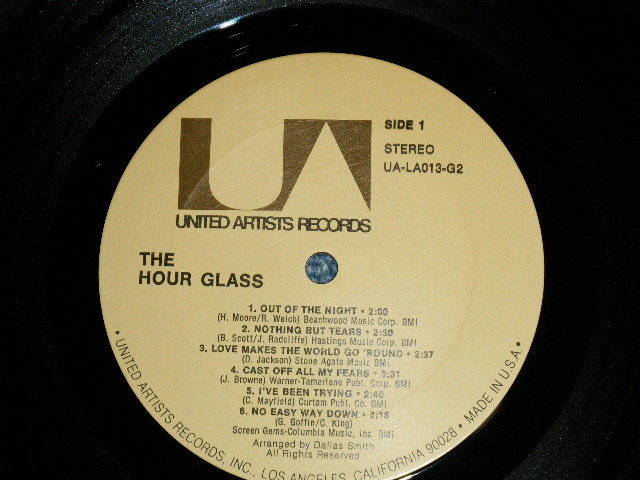 UA
UNITED ARTISTS RECORDS
SIDE 1
STEREO
UA-LA013-G2
THE
HOUR GLASS
1. OUT OF THE NIGHT • 2:00
(H. Moore/R. Welch) Beachwood Music Corp. BMI
2. NOTHING BUT TEARS • 2:30
(B. Scott/J. Radcliffe) Hastings Music Corp. BMI
3. LOVE MAKES THE WORLD GO 'ROUND • 2:37
(D. Jackson) Stone Agate Music BMI
4. CAST OFF ALL MY FEARS • 3:31
(J. Browne) Warner-Tamerlane Publ. Corp. BMI
5. I'VE BEEN TRYING • 2:40
(C. Mayfield) Curtom Publ. Co. BMI
6. NO EASY WAY DOWN •
(G. Goffin/C. King)
Screen Gems-Columbia Music, Inc. BMI
Arranged by Dallas Smith
All Rights Reserved
• UNITED ARTISTS RECORDS, INC., LOS ANGELES, CALIFORNIA 90028 • MADE IN U.S.A. •